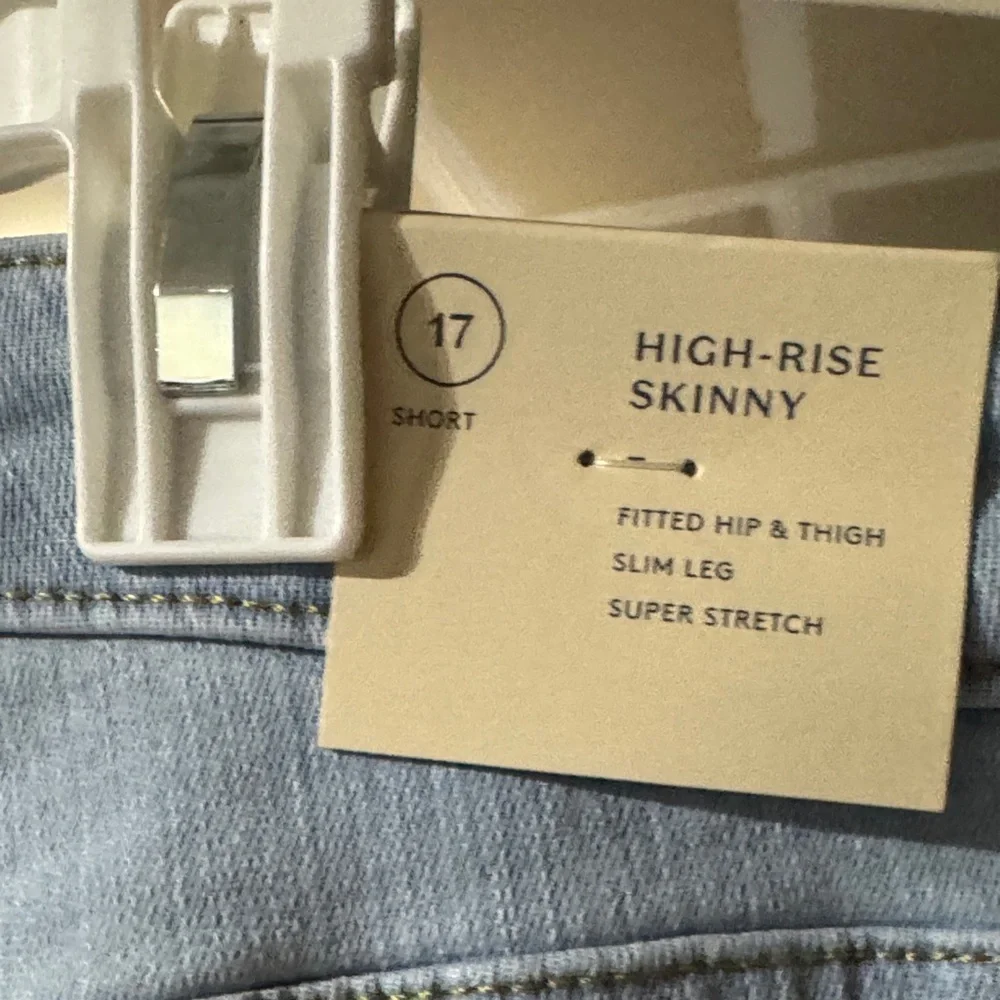 17
SHORT
HIGH-RISE
SKINNY
FITTED HIP & THIGH
SLIM LEG
SUPER STRETCH